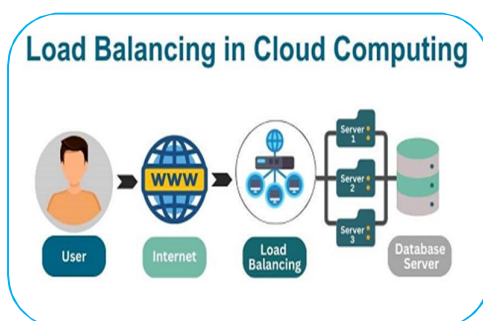 Load Balancing in Cloud Computing
WWW
Server
1
Server
2
Server
3
User
Internet
Load
Balancing
Database
Server